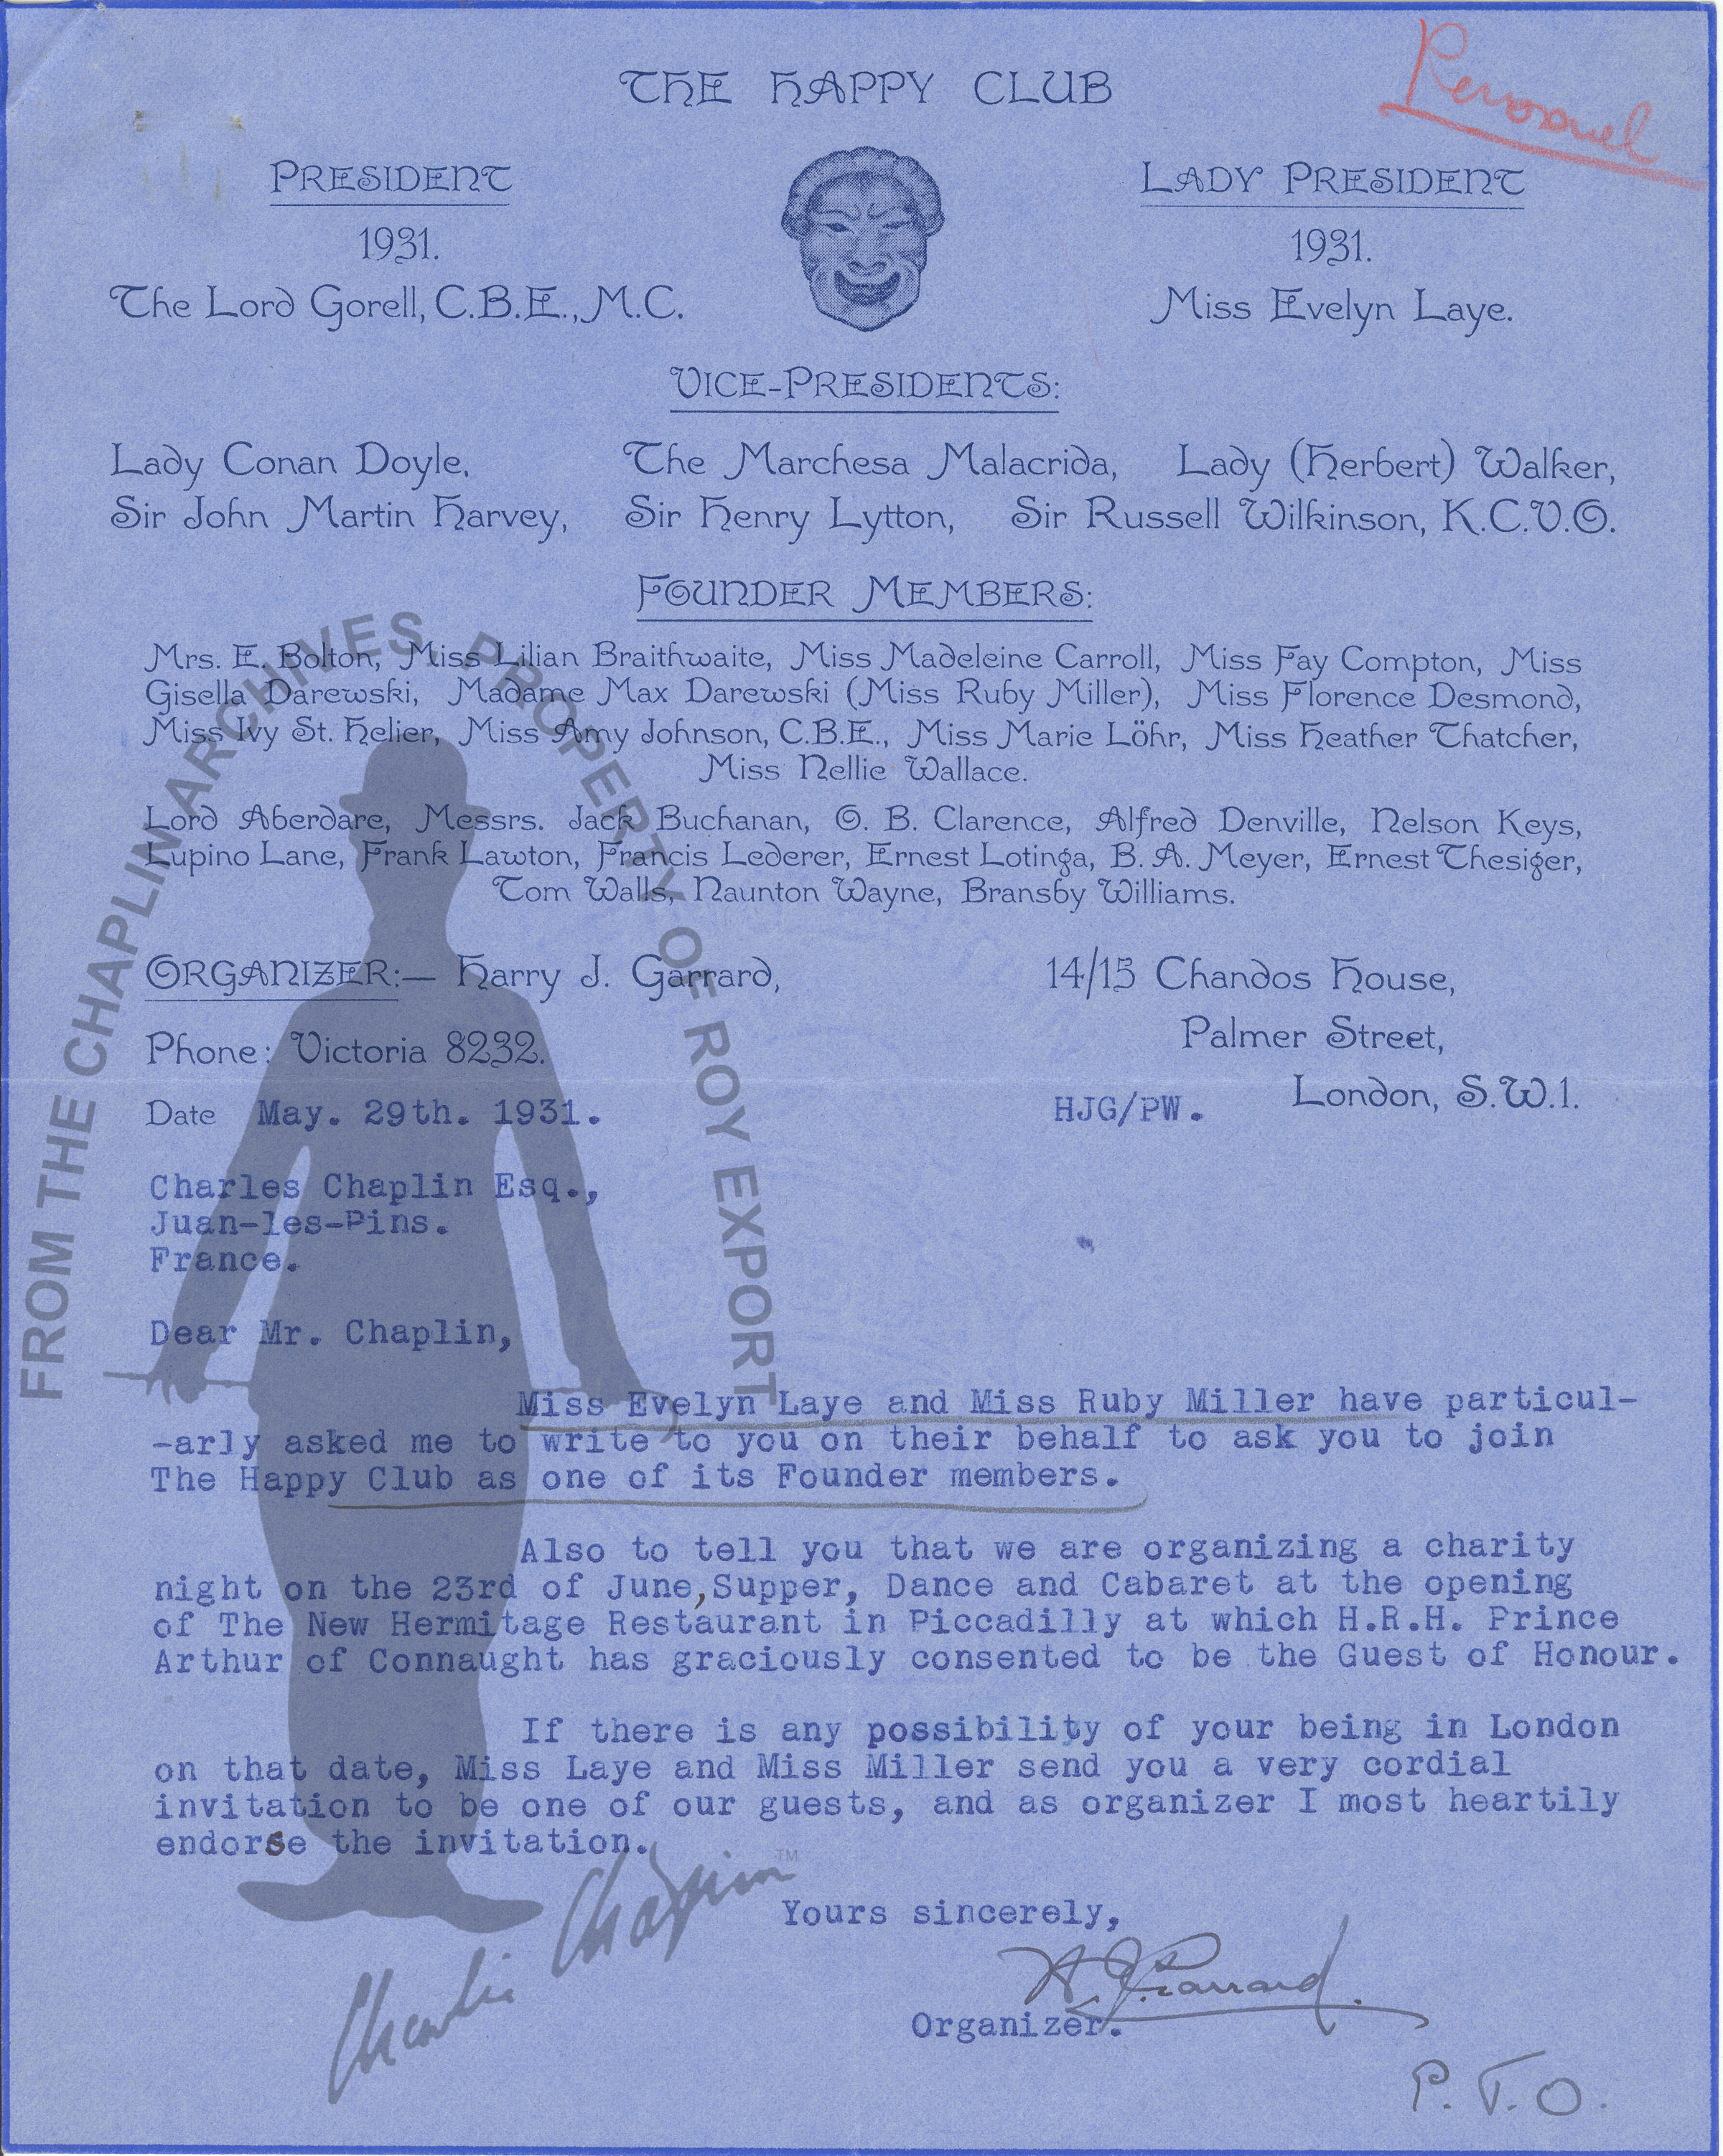 THE HAPPY CLUB
Personel
PRESIDENT
1931.
The Lord Gorell, C.B.E., M.C.
LADY PRESIDENT
1931.
Miss Evelyn Laye.
VICE-PRESIDENTS:
Lady Conan Doyle, The Marchesa Malacrida, Lady (Herbert) Walker,
Sir John Martin Harvey, Sir Henry Lytton, Sir Russell Wilkinson, K.C.V.O.
FOUNDER MEMBERS:
Mrs. E. Bolton, Miss Lilian Braithwaite, Miss Madeleine Carroll, Miss Fay Compton, Miss
Gisella Darewski, Madame Max Darewski (Miss Ruby Miller), Miss Florence Desmond,
Miss Ivy St. Helier, Miss Amy Johnson, C.B.E., Miss Marie Löhr, Miss Heather Thatcher,
Miss Nellie Wallace.
Lord Aberdare, Messrs. Jack Buchanan, O. B. Clarence, Alfred Denville, Nelson Keys,
Lupino Lane, Frank Lawton, Francis Lederer, Ernest Lotinga, B. A. Meyer, Ernest Thesiger,
Tom Walls, Naunton Wayne, Bransby Williams.
ORGANIZER:— Harry J. Garrard,
Phone: Victoria 8232.
14/15 Chandos House,
Palmer Street,
London, S.W.1.
Date May. 29th. 1931.
HJG/PW.
Charles Chaplin Esq.,
Juan-les-Pins.
France.
Dear Mr. Chaplin,
Miss Evelyn Laye and Miss Ruby Miller have particul-
-arly asked me to write to you on their behalf to ask you to join
The Happy Club as one of its Founder members.
Also to tell you that we are organizing a charity
night on the 23rd of June,Supper, Dance and Cabaret at the opening
of The New Hermitage Restaurant in Piccadilly at which H.R.H. Prince
Arthur of Connaught has graciously consented to be the Guest of Honour.
If there is any possibility of your being in London
on that date, Miss Laye and Miss Miller send you a very cordial
invitation to be one of our guests, and as organizer I most heartily
endorse the invitation.
Yours sincerely,
H. J. Garrard.
Organizer.
P.T.O.
FROM THE CHAPLIN ARCHIVES, PROPERTY OF ROY EXPORT
Charlie Chaplin TM